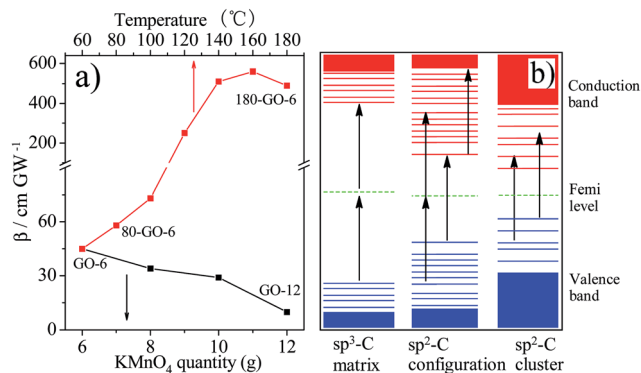 Temperature (℃)
60 80 100 120 140 160 180
a)
600
500
400
300
200
60
30
0
β / cm GW⁻¹
180-GO-6
80-GO-6
GO-6
GO-12
6 8 10 12
KMnO₄ quantity (g)
b)
Conduction
band
Femi
level
Valence
band
sp³-C
matrix
sp²-C
configuration
sp²-C
cluster